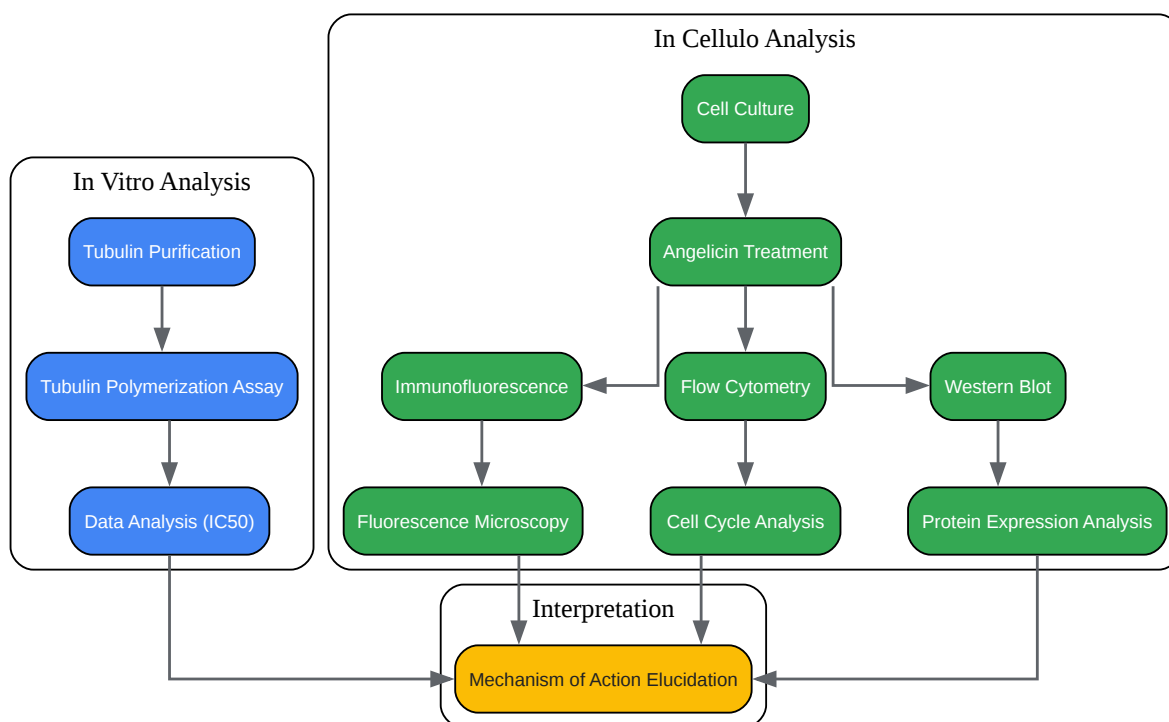 In Cellulo Analysis
Cell Culture
In Vitro Analysis
Tubulin Purification
Angelicin Treatment
Tubulin Polymerization Assay
Immunofluorescence
Flow Cytometry
Western Blot
Data Analysis (IC50)
Fluorescence Microscopy
Cell Cycle Analysis
Protein Expression Analysis
Interpretation
Mechanism of Action Elucidation